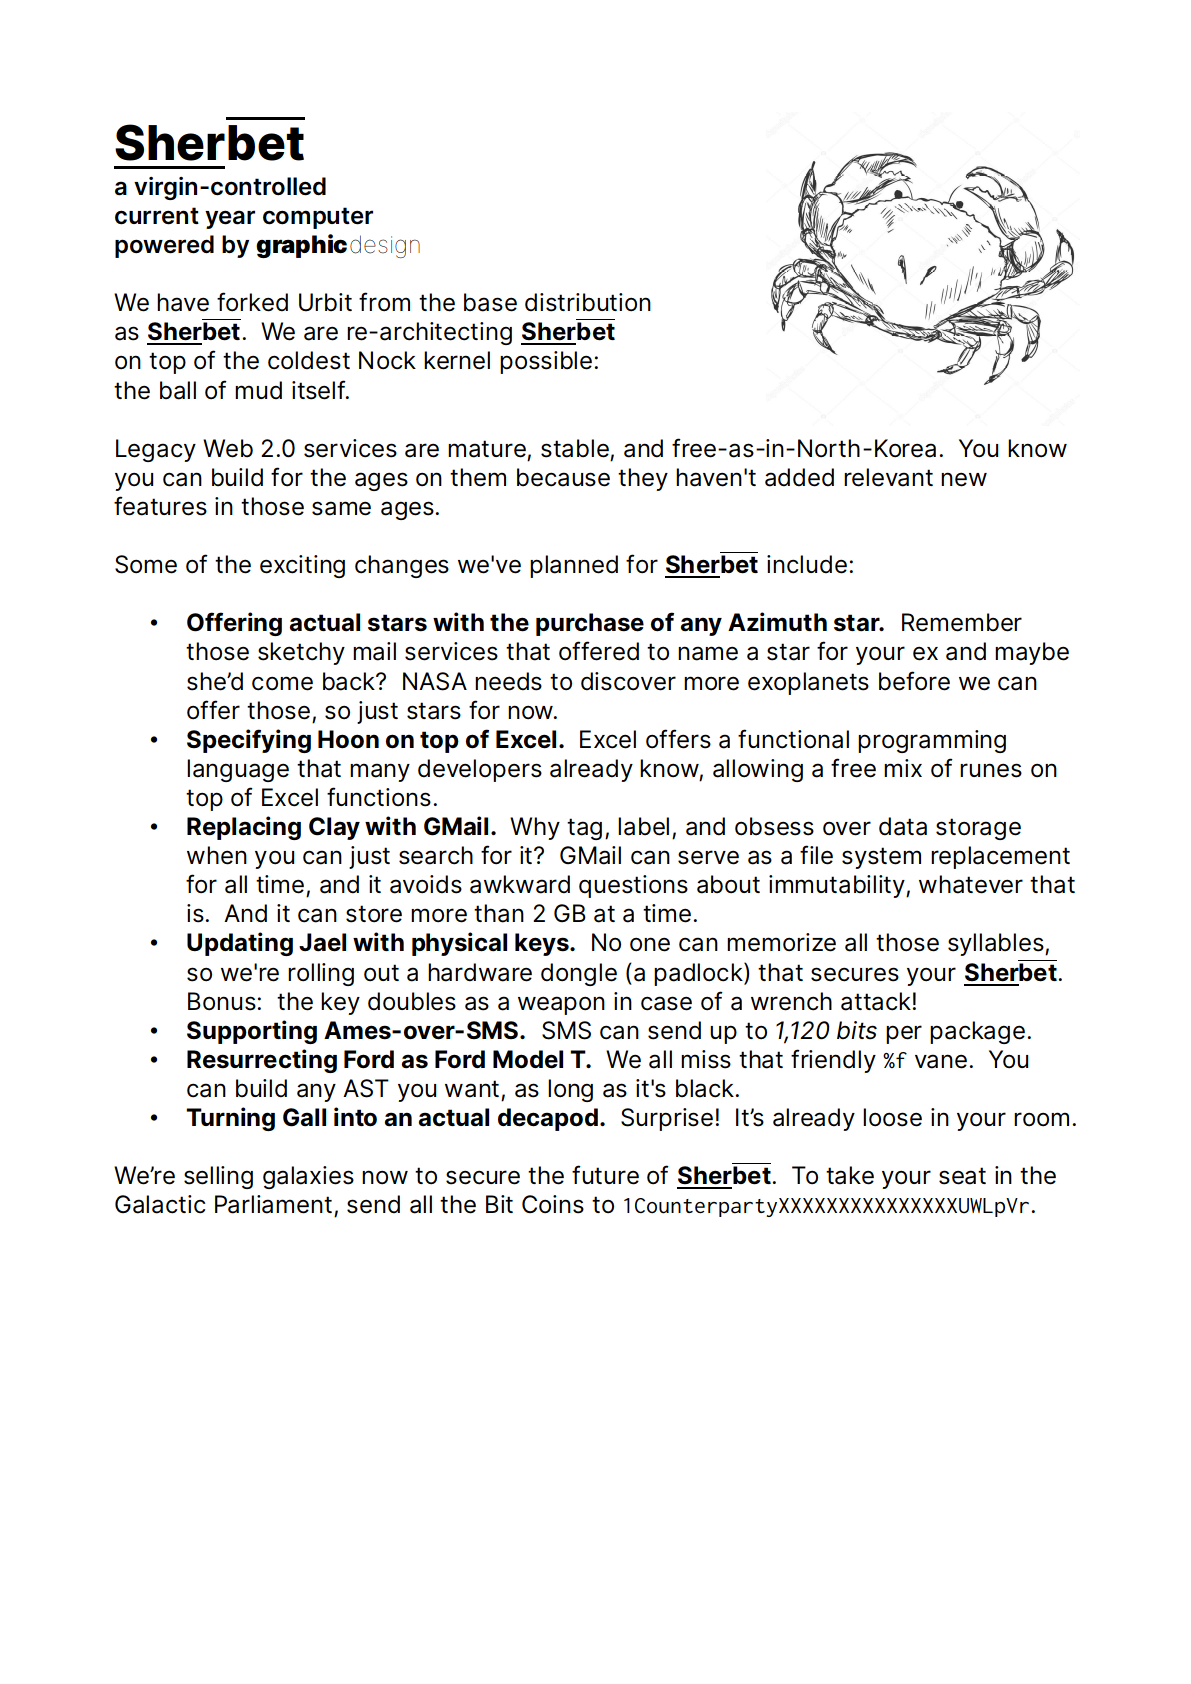 Sherbet
a virgin-controlled
current year computer
powered by graphicdesign
We have forked Urbit from the base distribution
as Sherbet.  We are re-architecting Sherbet
on top of the coldest Nock kernel possible:
the ball of mud itself.
Legacy Web 2.0 services are mature, stable, and free-as-in-North-Korea.  You know
you can build for the ages on them because they haven't added relevant new
features in those same ages.
Some of the exciting changes we've planned for Sherbet include:
• Offering actual stars with the purchase of any Azimuth star.  Remember
those sketchy mail services that offered to name a star for your ex and maybe
she’d come back?  NASA needs to discover more exoplanets before we can
offer those, so just stars for now.
• Specifying Hoon on top of Excel.  Excel offers a functional programming
language that many developers already know, allowing a free mix of runes on
top of Excel functions.
• Replacing Clay with GMail.  Why tag, label, and obsess over data storage
when you can just search for it?  GMail can serve as a file system replacement
for all time, and it avoids awkward questions about immutability, whatever that
is.  And it can store more than 2 GB at a time.
• Updating Jael with physical keys.  No one can memorize all those syllables,
so we're rolling out a hardware dongle (a padlock) that secures your Sherbet.
Bonus:  the key doubles as a weapon in case of a wrench attack!
• Supporting Ames-over-SMS.  SMS can send up to 1,120 bits per package.
• Resurrecting Ford as Ford Model T.  We all miss that friendly %f vane.  You
can build any AST you want, as long as it's black.
• Turning Gall into an actual decapod.  Surprise!  It’s already loose in your room.
We’re selling galaxies now to secure the future of Sherbet.  To take your seat in the
Galactic Parliament, send all the Bit Coins to 1CounterpartyXXXXXXXXXXXXXXXUWLpVr.